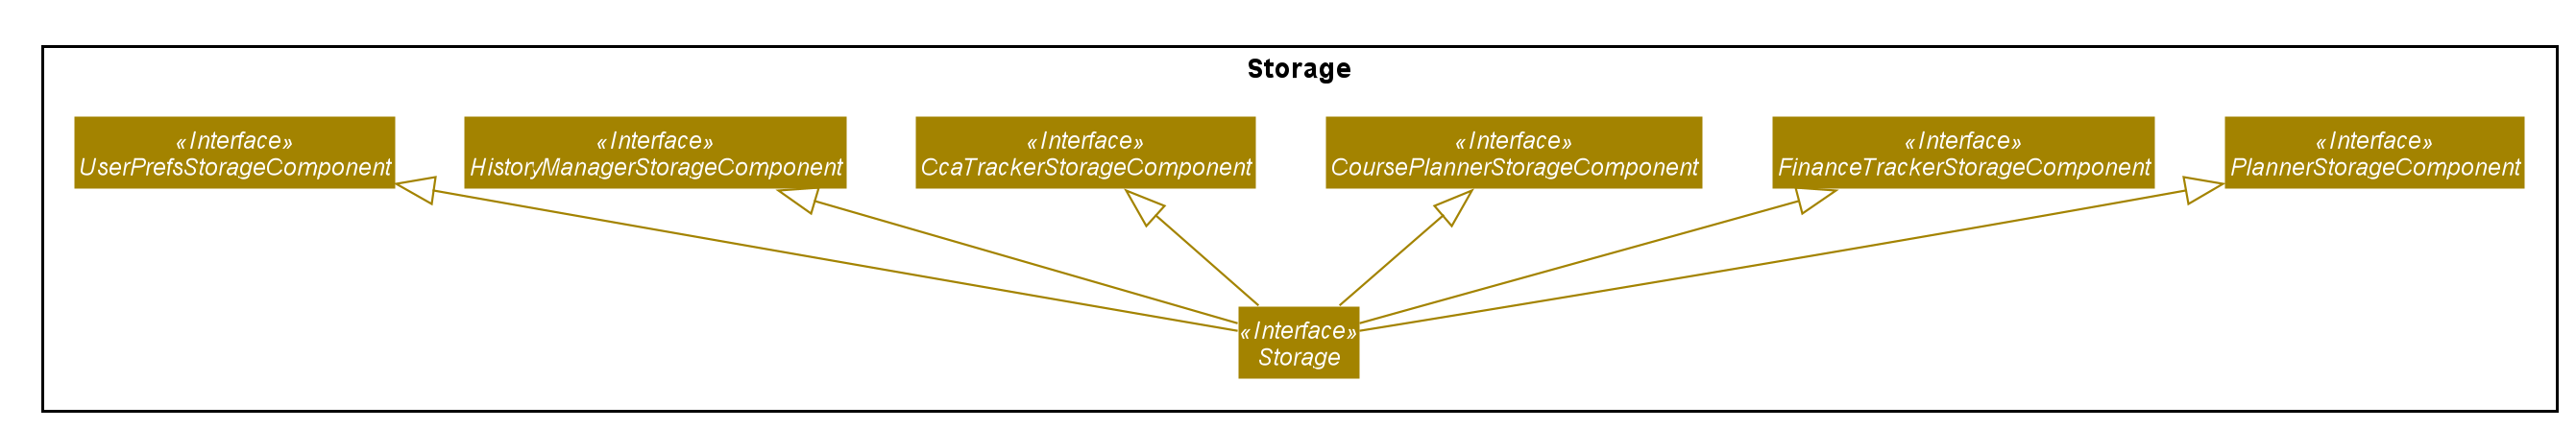 Storage
«Interface»
UserPrefsStorageComponent
«Interface»
HistoryManagerStorageComponent
«Interface»
CcaTrackerStorageComponent
«Interface»
CoursePlannerStorageComponent
«Interface»
FinanceTrackerStorageComponent
«Interface»
PlannerStorageComponent
«Interface»
Storage